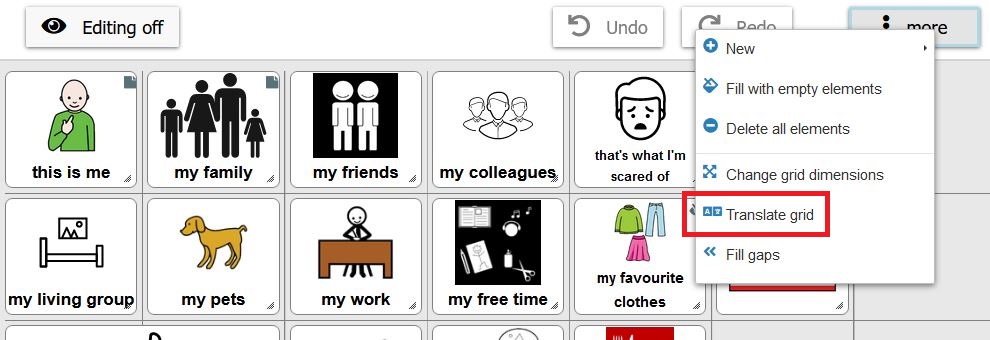 Editing off
Undo
Redo
more
New
Fill with empty elements
Delete all elements
Change grid dimensions
Translate grid
Fill gaps
this is me
my family
my friends
my colleagues
that's what I'm
scared of
my living group
my pets
my work
my free time
my favourite
clothes